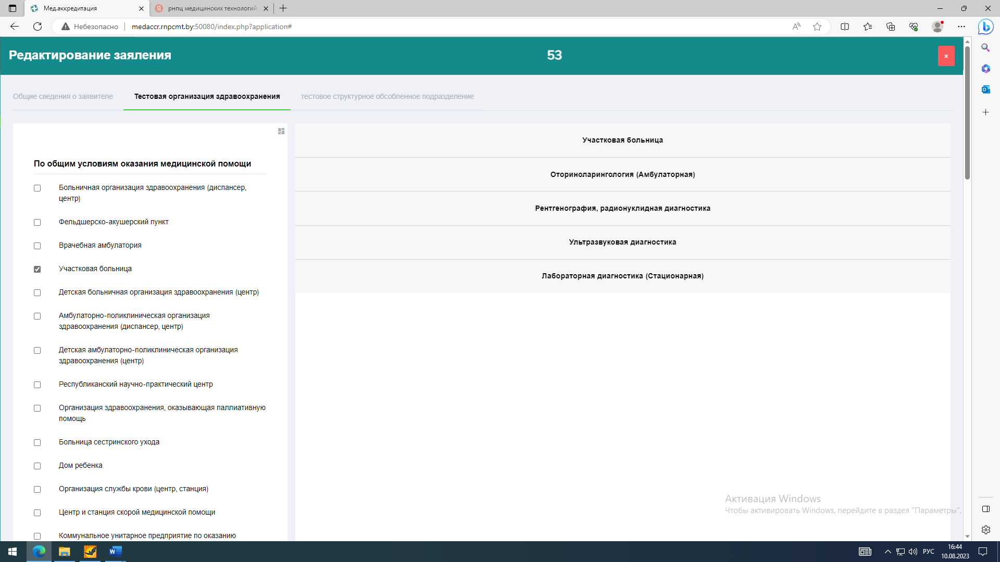 Мед.аккредитация
рнпц медицинских технологий
Небезопасно
medaccr.rnpcmt.by:50080/index.php?application#
Редактирование заяления
53
Общие сведения о заявителе
Тестовая организация здравоохранения
тестовое структурное обсобленное подразделение
По общим условиям оказания медицинской помощи
Больничная организация здравоохранения (диспансер,
центр)
Фельдшерско-акушерский пункт
Врачебная амбулатория
Участковая больница
Детская больничная организация здравоохранения (центр)
Амбулаторно-поликлиническая организация
здравоохранения (диспансер, центр)
Детская амбулаторно-поликлиническая организация
здравоохранения (центр)
Республиканский научно-практический центр
Организация здравоохранения, оказывающая паллиативную
помощь
Больница сестринского ухода
Дом ребенка
Организация службы крови (центр, станция)
Центр и станция скорой медицинской помощи
Коммунальное унитарное предприятие по оказанию
Участковая больница
Оториноларингология (Амбулаторная)
Рентгенография, радионуклидная диагностика
Ультразвуковая диагностика
Лабораторная диагностика (Стационарная)
Активация Windows
Чтобы активировать Windows, перейдите в раздел "Параметры".
РУС
16:44
10.08.2023